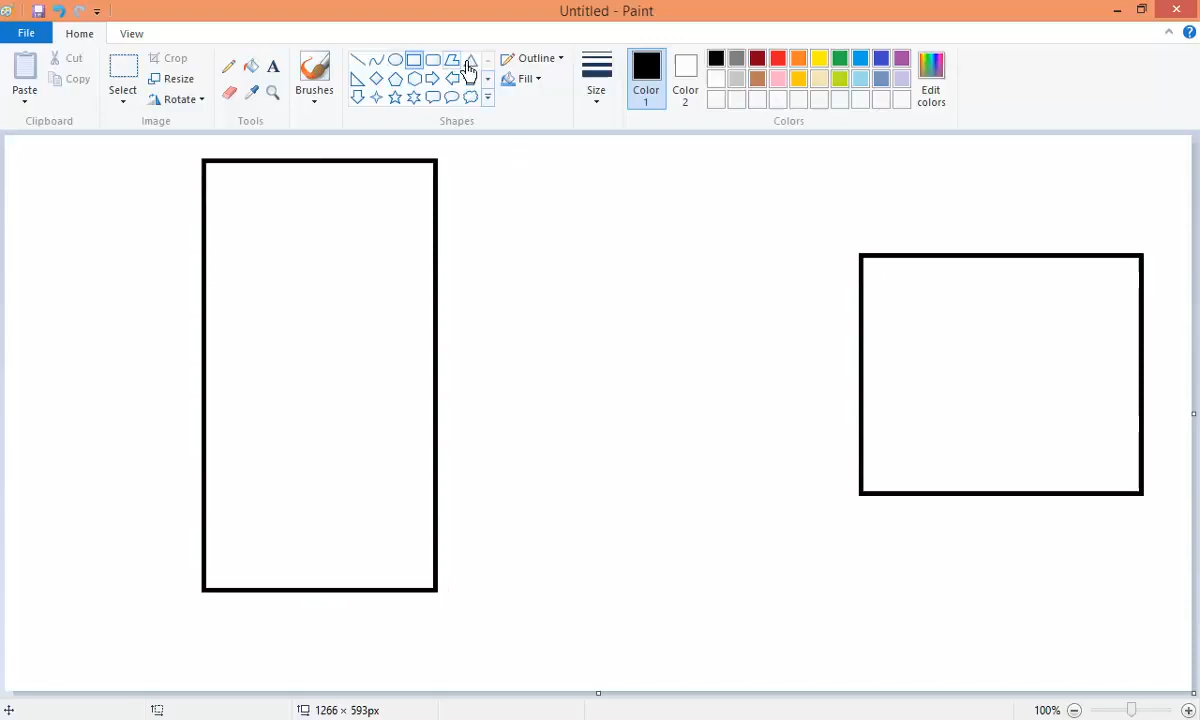 Untitled - Paint
File Home View
Paste
Cut
Copy
Clipboard
Select
Crop
Resize
Rotate
Image
A
Tools
Brushes
Shapes
Outline
Fill
Size
Color 1
Color 2
Edit colors
Colors
1266 × 593px
100%